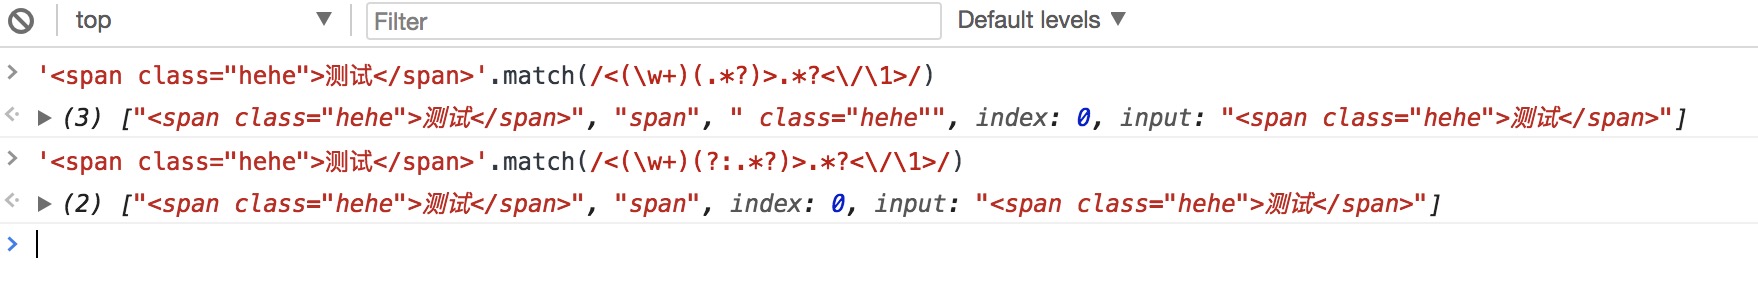 top Filter Default levels
> '<span class="hehe">测试</span>'.match(/<(\w+)(.*?)>.*?<\/\1>/)
(3) ["<span class="hehe">测试</span>", "span", " class="hehe"", index: 0, input: "<span class="hehe">测试</span>"]
> '<span class="hehe">测试</span>'.match(/<(\w+)(?:.*?)>.*?<\/\1>/)
(2) ["<span class="hehe">测试</span>", "span", index: 0, input: "<span class="hehe">测试</span>"]
>